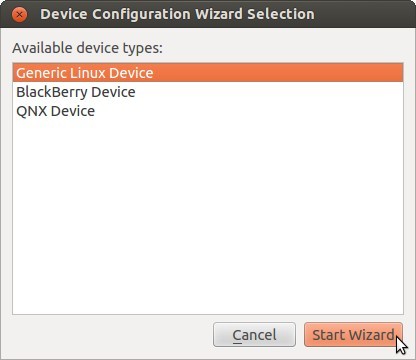 Device Configuration Wizard Selection
Available device types:
Generic Linux Device
BlackBerry Device
QNX Device
Cancel
Start Wizard